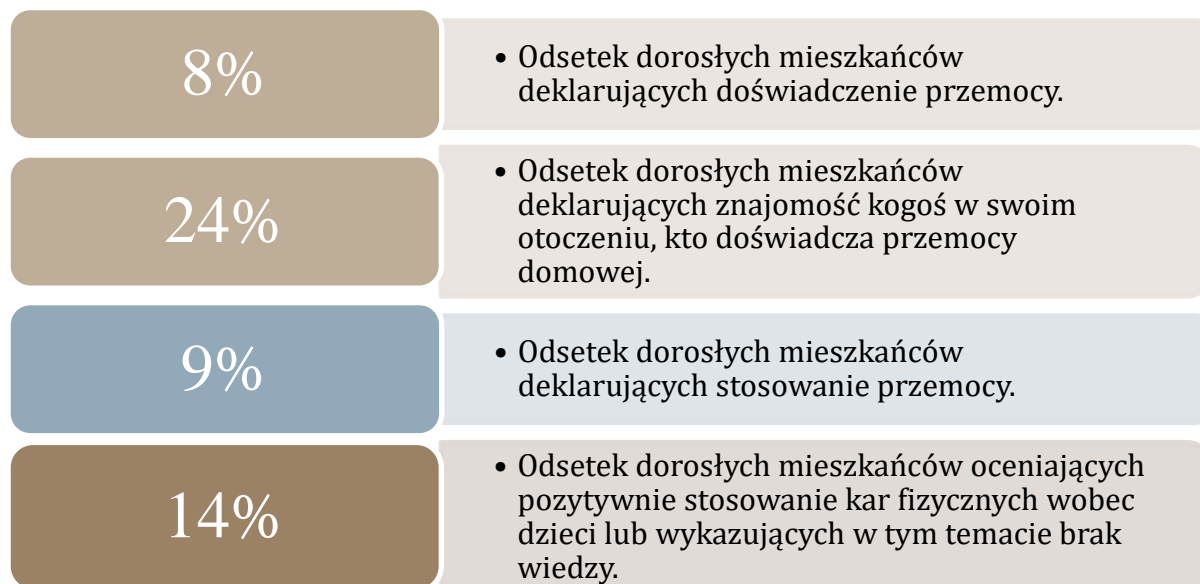 8%
• Odsetek dorosłych mieszkańców
deklarujących doświadczenie przemocy.
24%
• Odsetek dorosłych mieszkańców
deklarujących znajomość kogoś w swoim
otoczeniu, kto doświadcza przemocy
domowej.
9%
• Odsetek dorosłych mieszkańców
deklarujących stosowanie przemocy.
14%
• Odsetek dorosłych mieszkańców oceniających
pozytywnie stosowanie kar fizycznych wobec
dzieci lub wykazujących w tym temacie brak
wiedzy.